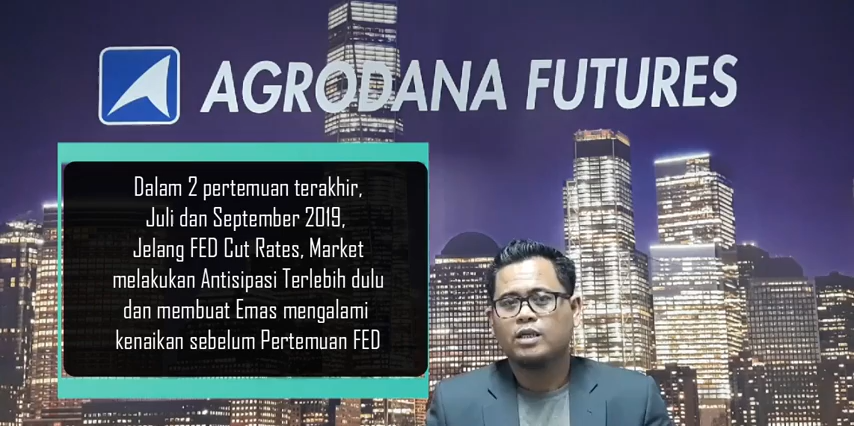 AGRODANA FUTURES
Dalam 2 pertemuan terakhir,
Juli dan September 2019,
Jelang FED Cut Rates, Market
melakukan Antisipasi Terlebih dulu
dan membuat Emas mengalami
kenaikan sebelum Pertemuan FED